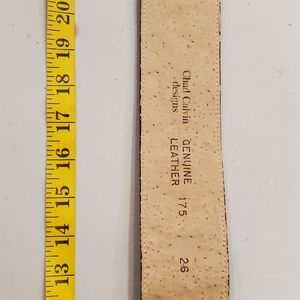 Chad Calvin
designs
GENUINE
LEATHER
175
26
20
19
18
17
16
15
14
13